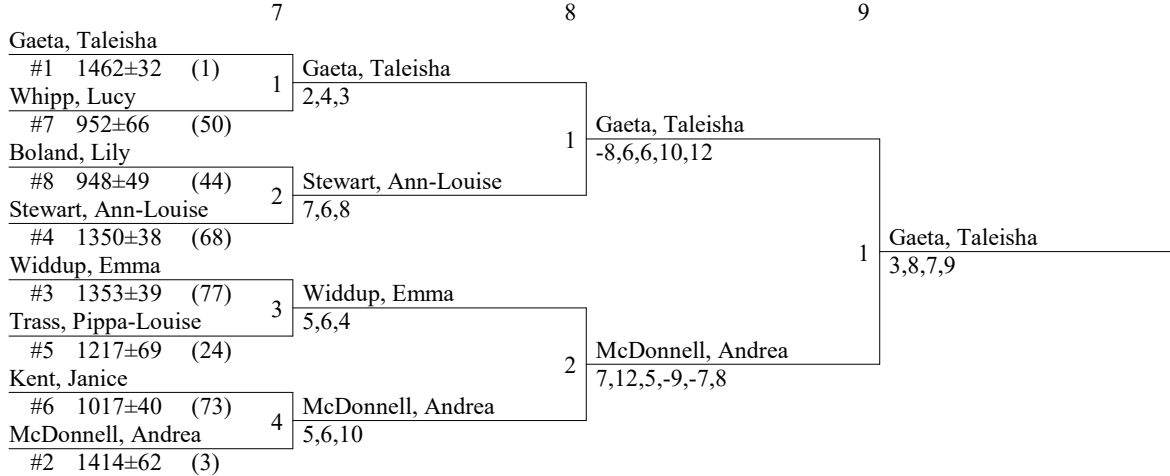 7 8 9
Gaeta, Taleisha
#1 1462±32 (1)
1
Gaeta, Taleisha
2,4,3
Whipp, Lucy
#7 952±66 (50)
1
Gaeta, Taleisha
-8,6,6,10,12
Boland, Lily
#8 948±49 (44)
2
Stewart, Ann-Louise
7,6,8
Stewart, Ann-Louise
#4 1350±38 (68)
1
Gaeta, Taleisha
3,8,7,9
Widdup, Emma
#3 1353±39 (77)
3
Widdup, Emma
5,6,4
Trass, Pippa-Louise
#5 1217±69 (24)
2
McDonnell, Andrea
7,12,5,-9,-7,8
Kent, Janice
#6 1017±40 (73)
4
McDonnell, Andrea
5,6,10
McDonnell, Andrea
#2 1414±62 (3)